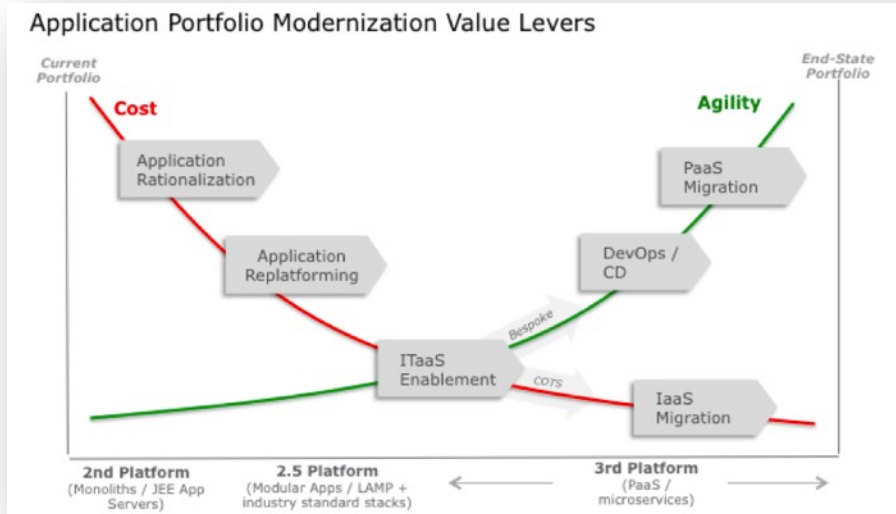 Application Portfolio Modernization Value Levers
Current
Portfolio
End-State
Portfolio
Cost
Agility
Application
Rationalization
PaaS
Migration
Application
Replatforming
DevOps /
CD
Bespoke
ITaaS
Enablement
COTS
IaaS
Migration
2nd Platform
(Monoliths / JEE App
Servers)
2.5 Platform
(Modular Apps / LAMP +
industry standard stacks)
3rd Platform
(PaaS /
microservices)